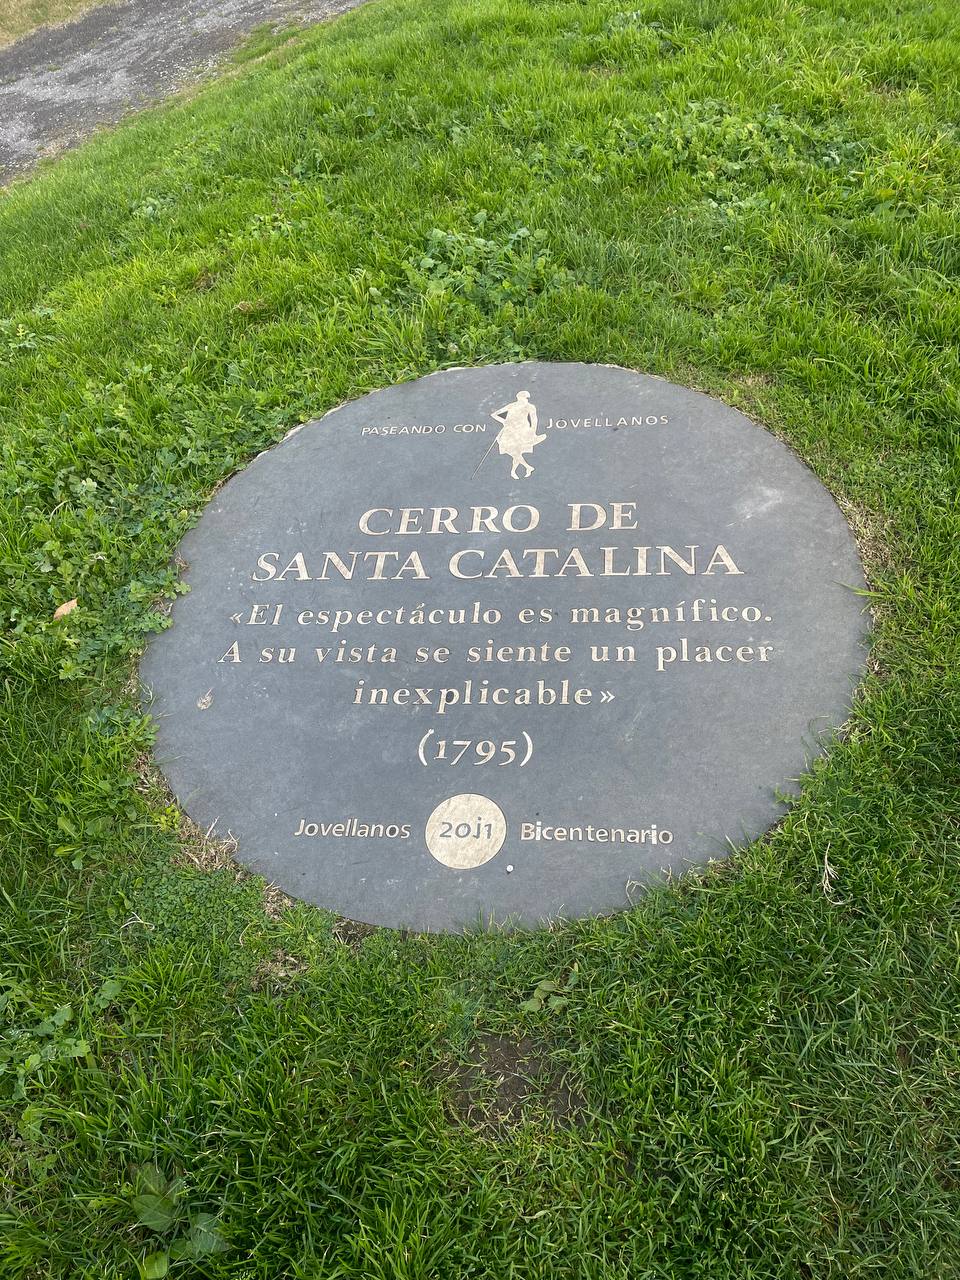 PASEANDO CON JOVELLANOS
CERRO DE
SANTA CATALINA
«El espectáculo es magnífico.
A su vista se siente un placer
inexplicable»
(1795)
Jovellanos 20j1 Bicentenario